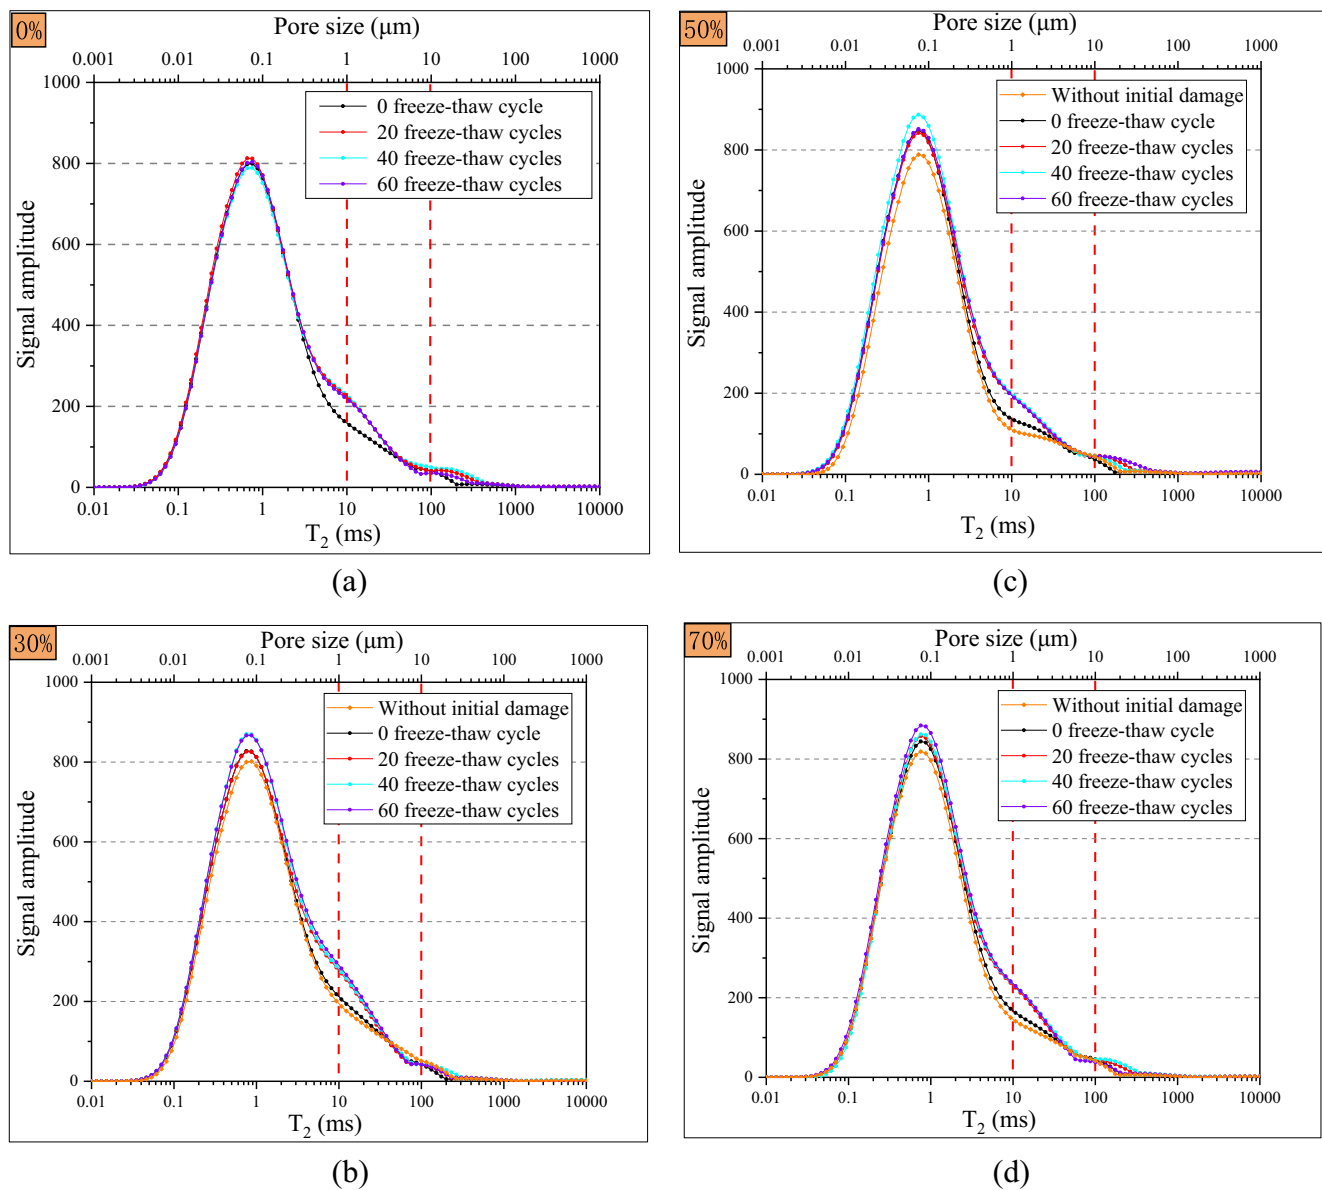 0%
Pore size (μm)
0.001 0.01 0.1 1 10 100 1000
1000
800
600
400
200
0
Signal amplitude
0 freeze-thaw cycle
20 freeze-thaw cycles
40 freeze-thaw cycles
60 freeze-thaw cycles
0.01 0.1 1 10 100 1000 10000
T2 (ms)
(a)
50%
Pore size (μm)
0.001 0.01 0.1 1 10 100 1000
1000
800
600
400
200
0
Signal amplitude
Without initial damage
0 freeze-thaw cycle
20 freeze-thaw cycles
40 freeze-thaw cycles
60 freeze-thaw cycles
0.01 0.1 1 10 100 1000 10000
T2 (ms)
(c)
30%
Pore size (μm)
0.001 0.01 0.1 1 10 100 1000
1000
800
600
400
200
0
Signal amplitude
Without initial damage
0 freeze-thaw cycle
20 freeze-thaw cycles
40 freeze-thaw cycles
60 freeze-thaw cycles
0.01 0.1 1 10 100 1000 10000
T2 (ms)
(b)
70%
Pore size (μm)
0.001 0.01 0.1 1 10 100 1000
1000
800
600
400
200
0
Signal amplitude
Without initial damage
0 freeze-thaw cycle
20 freeze-thaw cycles
40 freeze-thaw cycles
60 freeze-thaw cycles
0.01 0.1 1 10 100 1000 10000
T2 (ms)
(d)